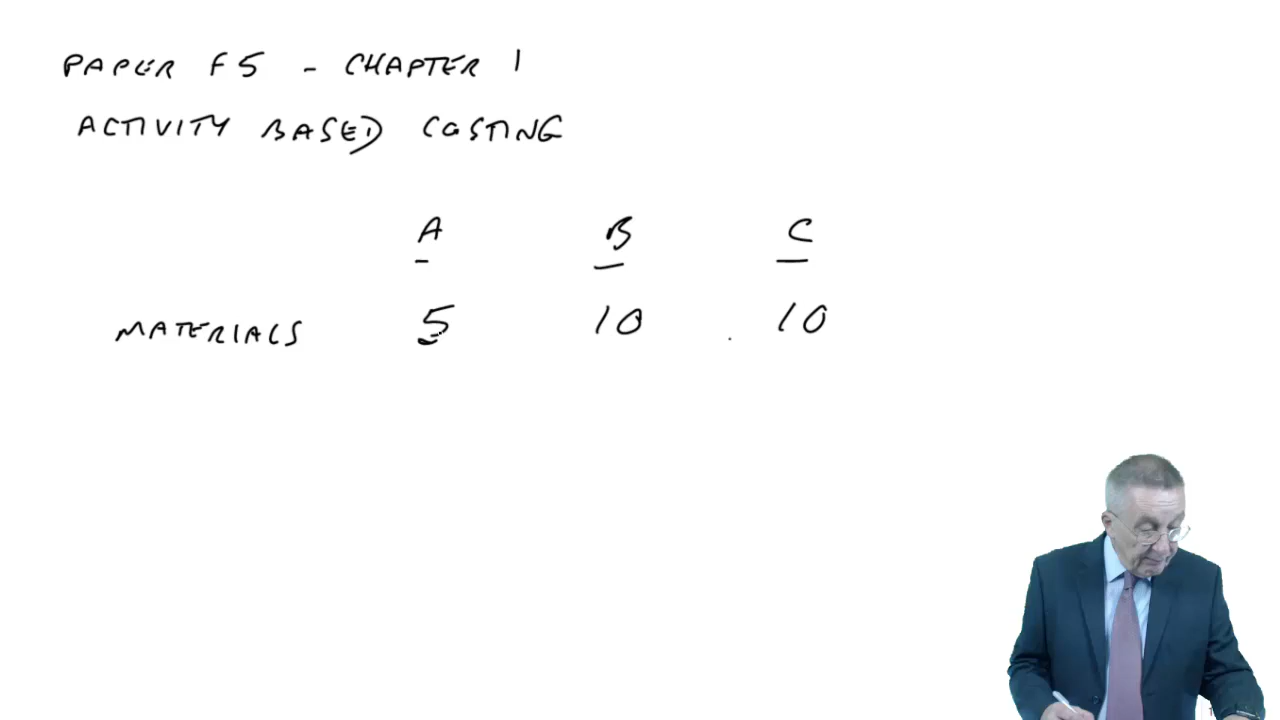 PAPER F5 - CHAPTER 1
ACTIVITY BASED COSTING
A B C
MATERIALS 5 10 10